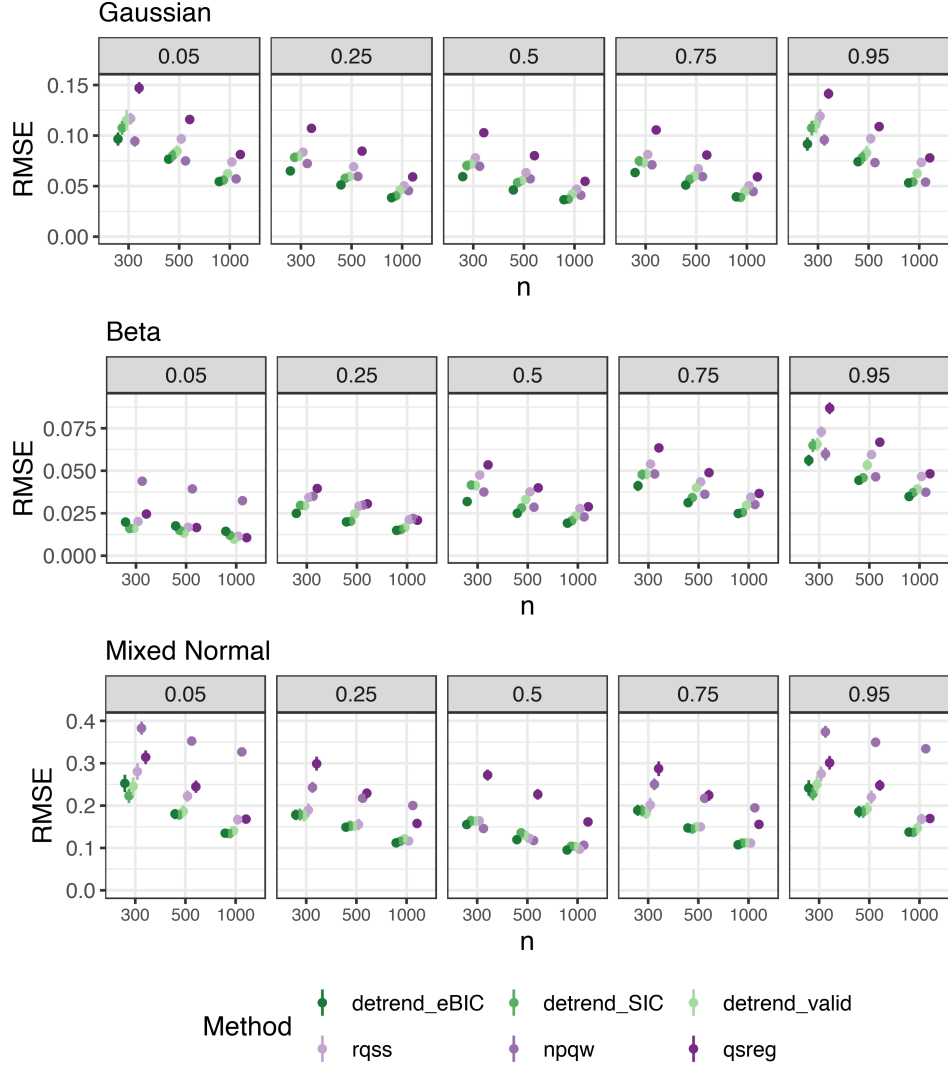 Gaussian
0.05 0.25 0.5 0.75 0.95
RMSE
0.15
0.10
0.05
0.00
300 500 1000 300 500 1000 300 500 1000 300 500 1000 300 500 1000
n
Beta
0.05 0.25 0.5 0.75 0.95
RMSE
0.075
0.050
0.025
0.000
300 500 1000 300 500 1000 300 500 1000 300 500 1000 300 500 1000
n
Mixed Normal
0.05 0.25 0.5 0.75 0.95
RMSE
0.4
0.3
0.2
0.1
0.0
300 500 1000 300 500 1000 300 500 1000 300 500 1000 300 500 1000
n
Method
detrend_eBIC detrend_SIC detrend_valid
rqss npqw qsreg